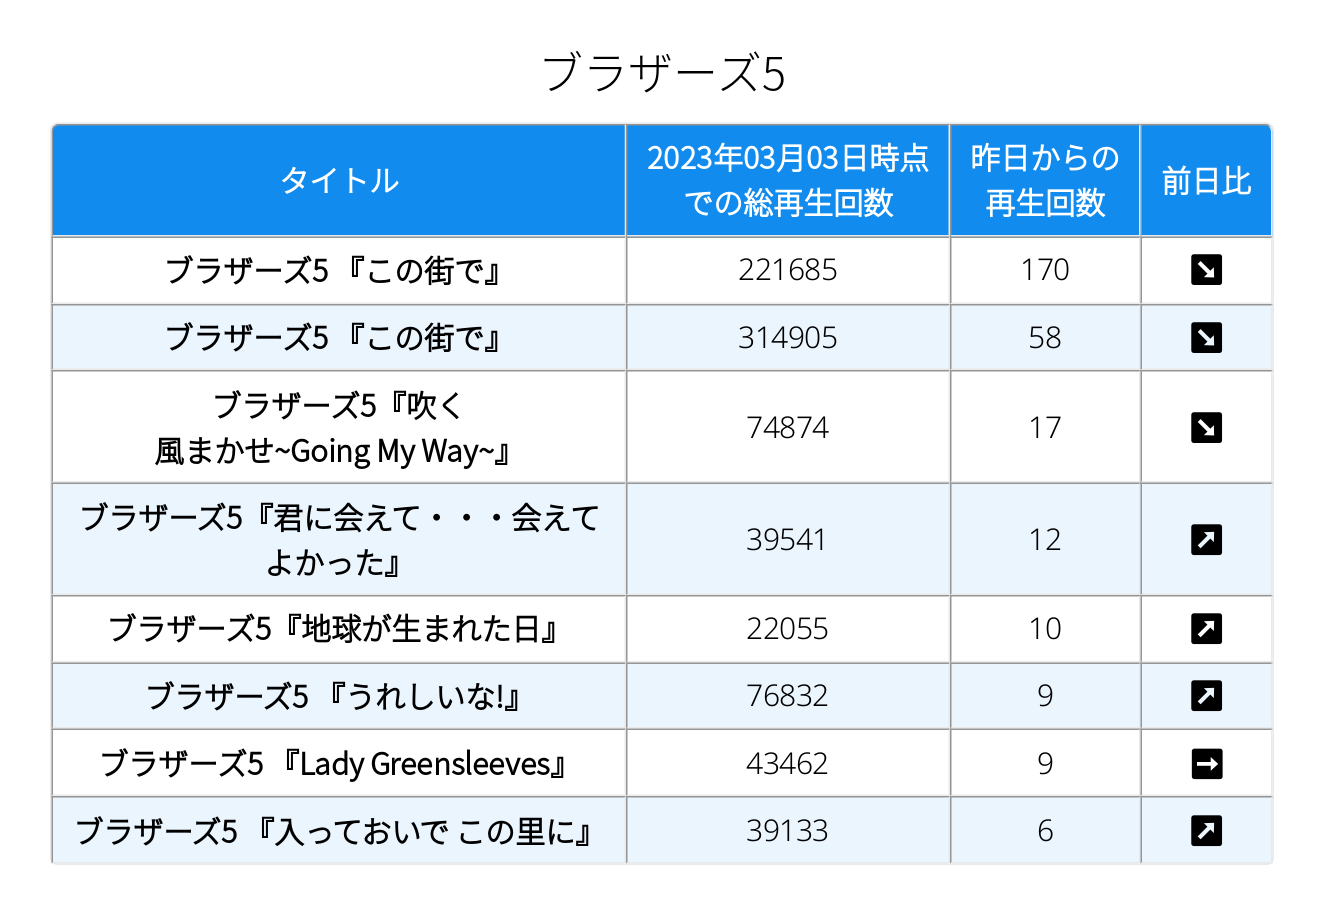 ブラザーズ5
タイトル
2023年03月03日時点
での総再生回数
昨日からの
再生回数
前日比
ブラザーズ5 『この街で』
221685
170
↘
ブラザーズ5 『この街で』
314905
58
↘
ブラザーズ5『吹く
風まかせ~Going My Way~』
74874
17
↘
ブラザーズ5『君に会えて・・・会えて
よかった』
39541
12
↗
ブラザーズ5『地球が生まれた日』
22055
10
↗
ブラザーズ5 『うれしいな!』
76832
9
↗
ブラザーズ5 『Lady Greensleeves』
43462
9
→
ブラザーズ5 『入っておいで この里に』
39133
6
↗